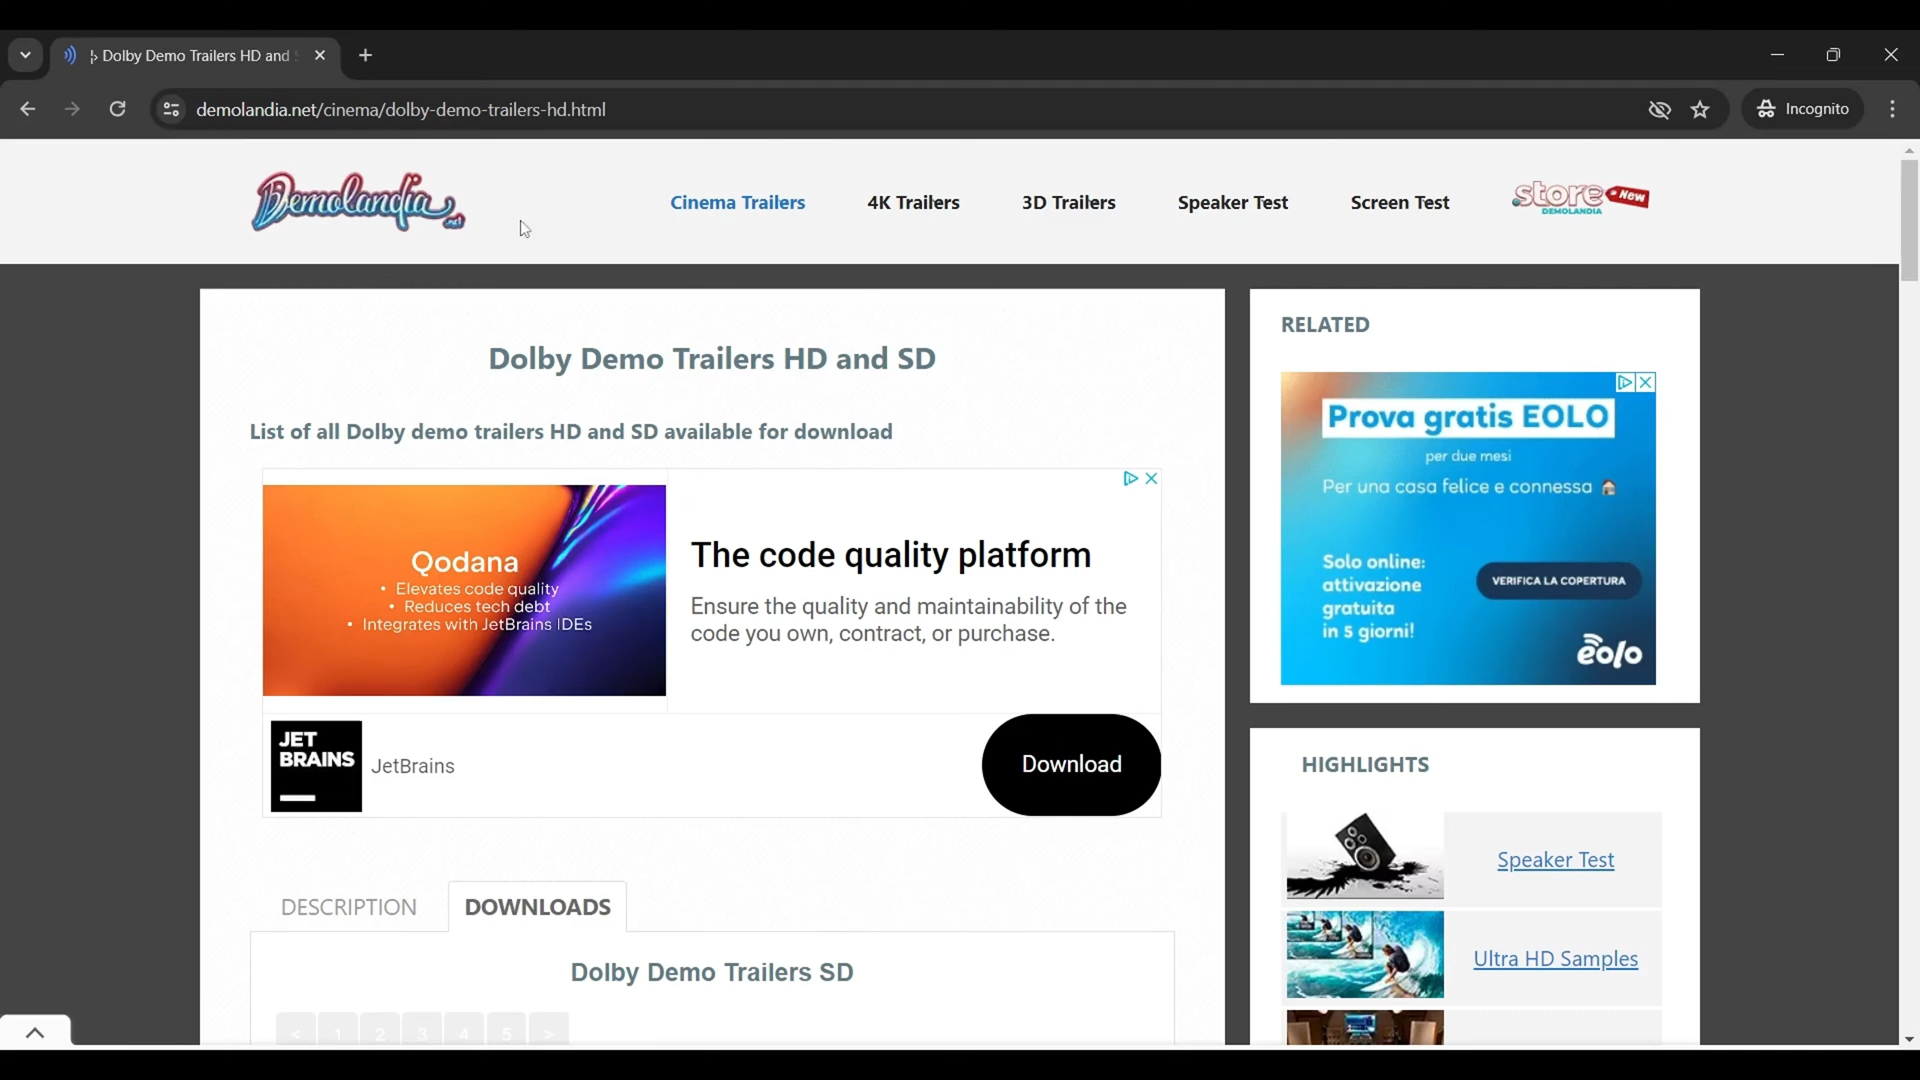 Dolby Demo Trailers HD and
demolandia.net/cinema/dolby-demo-trailers-hd.html
Incognito
Demolandia.net
Cinema Trailers
4K Trailers
3D Trailers
Speaker Test
Screen Test
store
DEMOLANDIA
New
Dolby Demo Trailers HD and SD
List of all Dolby demo trailers HD and SD available for download
Qodana
• Elevates code quality
• Reduces tech debt
• Integrates with JetBrains IDEs
The code quality platform
Ensure the quality and maintainability of the
code you own, contract, or purchase.
JET
BRAINS
JetBrains
Download
DESCRIPTION
DOWNLOADS
Dolby Demo Trailers SD
< 1 2 3 4 5 >
RELATED
Prova gratis EOLO
per due mesi
Per una casa felice e connessa
Solo online:
attivazione
gratuita
in 5 giorni!
VERIFICA LA COPERTURA
eolo
HIGHLIGHTS
Speaker Test
Ultra HD Samples